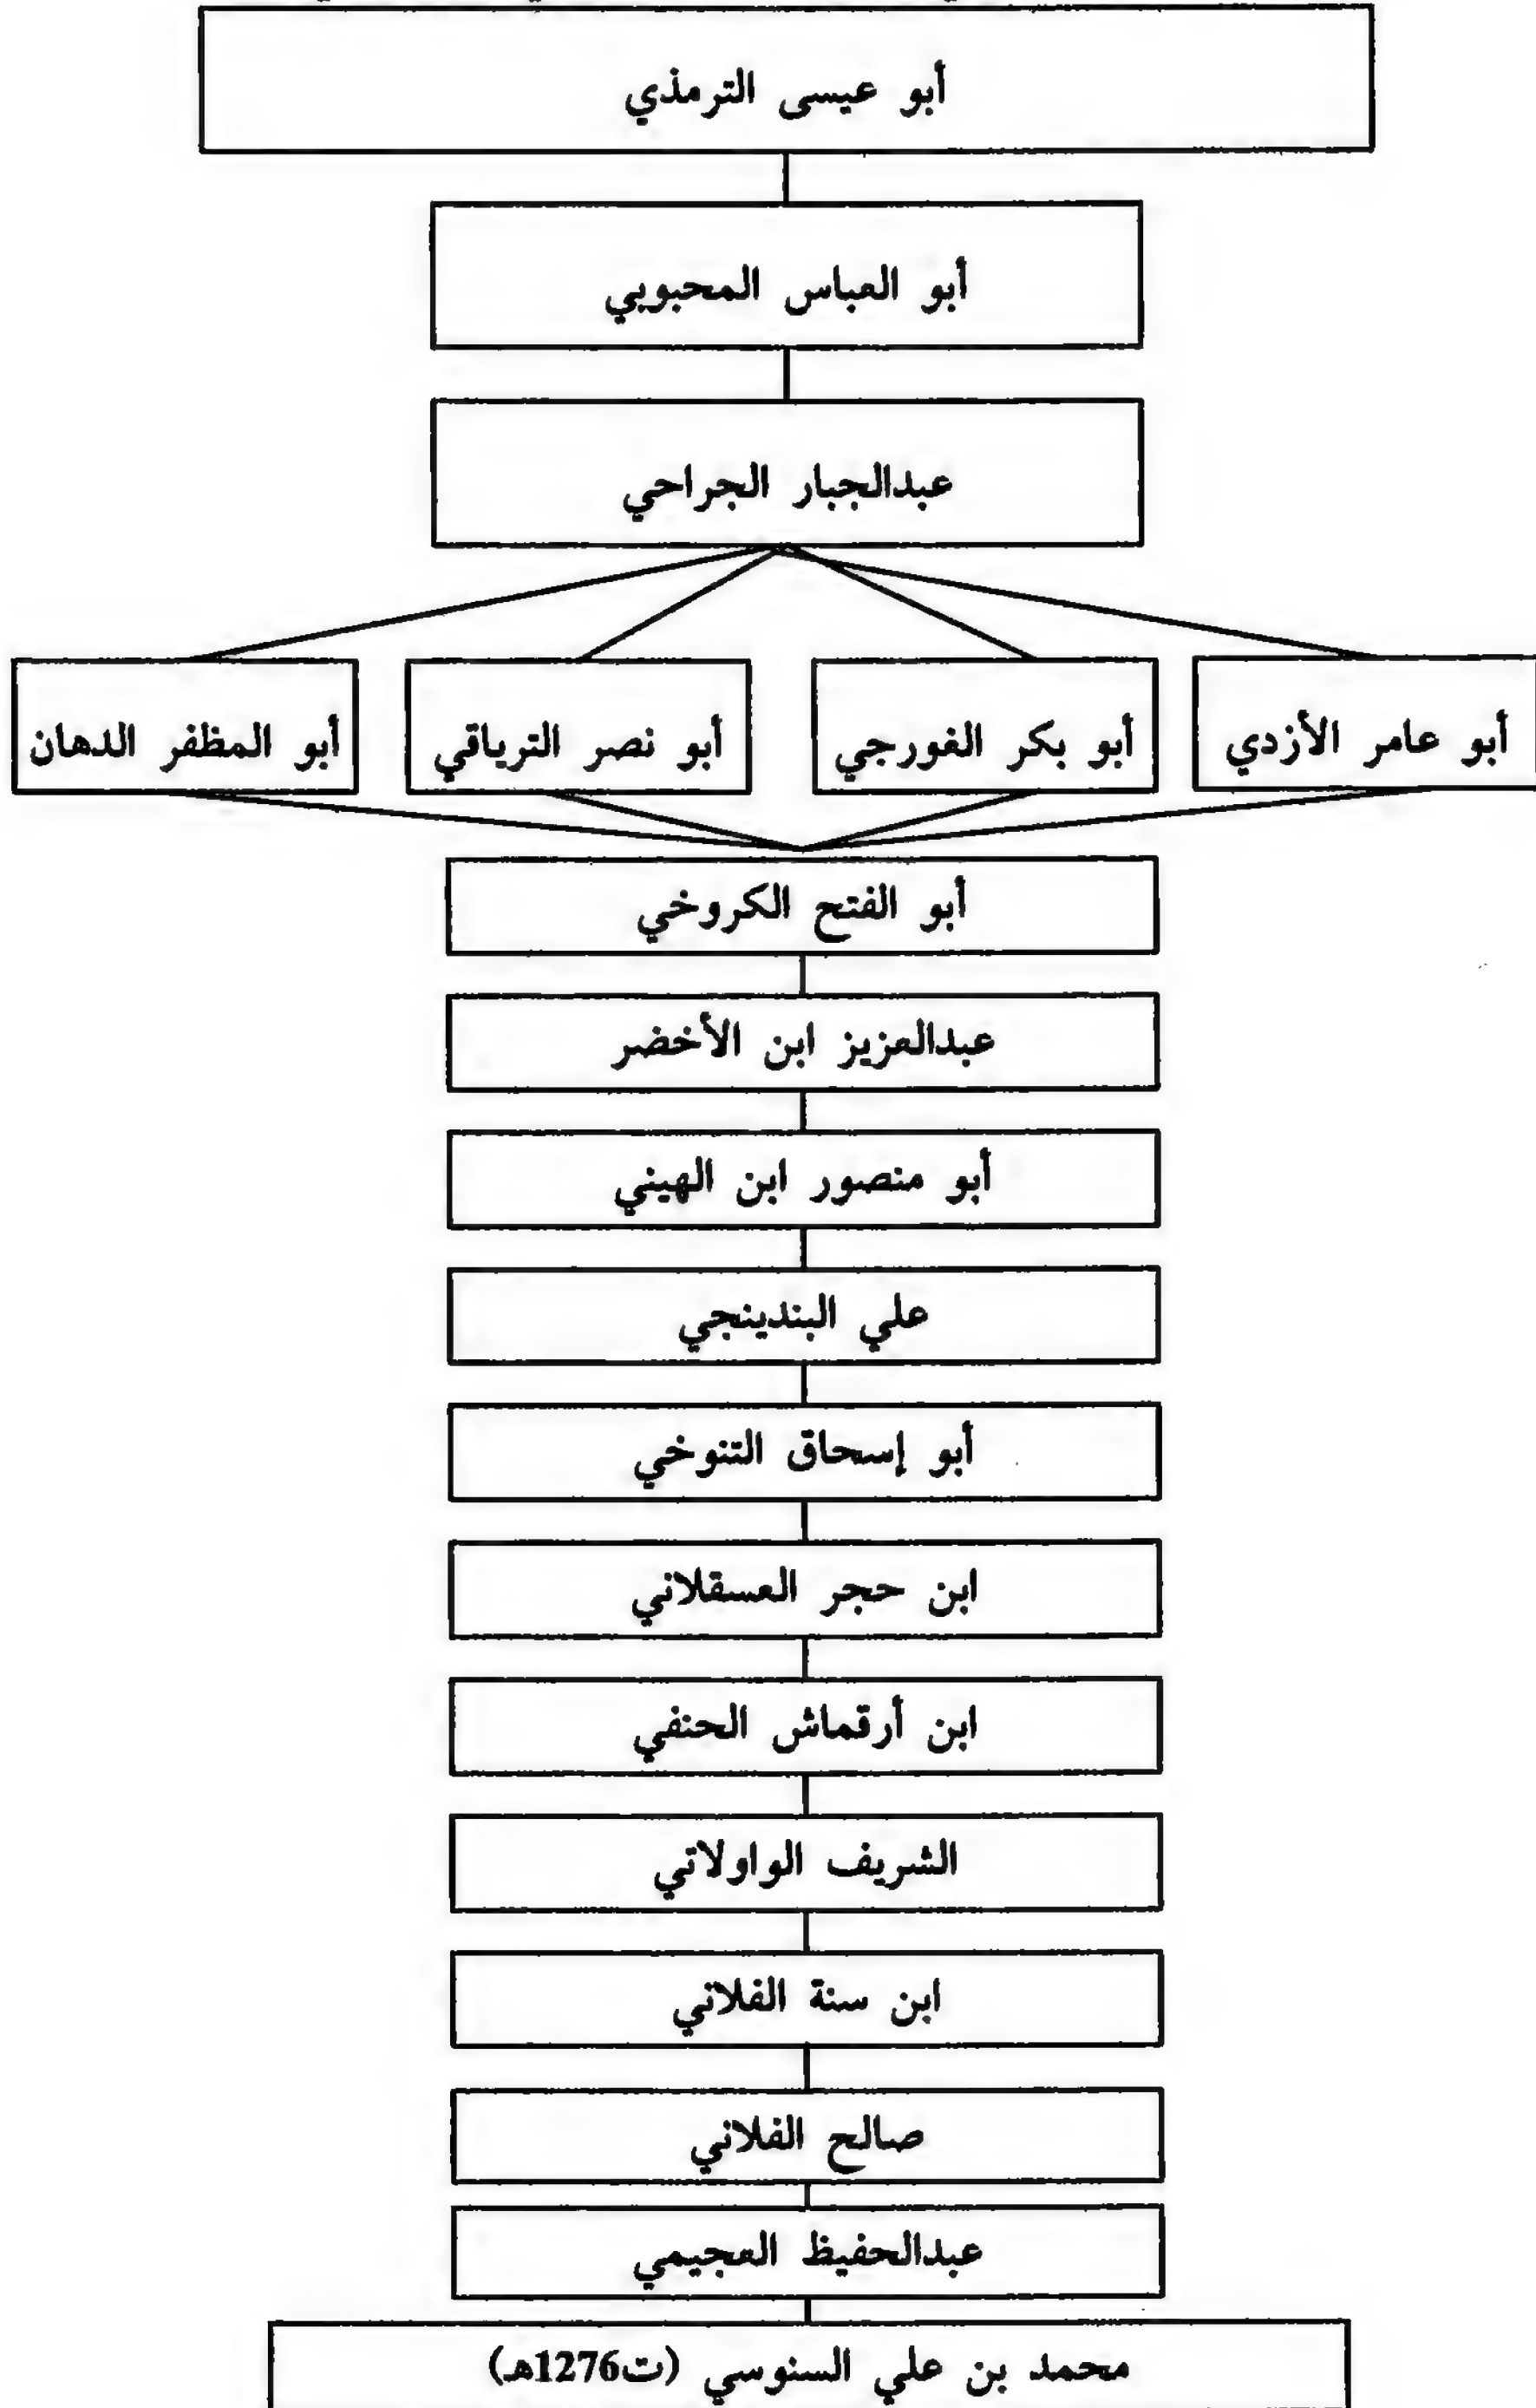 أبو عيسى الترمذي
أبو العباس المحبوبي
عبدالجبار الجراحي
أبو عامر الأزدي
أبو بكر الغورجي
أبو نصر الترياقي
أبو المظفر الدهان
أبو الفتح الكروخي
عبدالعزيز ابن الأخضر
أبو منصور ابن الهيني
علي البندينجي
أبو إسحاق التنوخي
ابن حجر العسقلاني
ابن أرقماش الحنفي
الشريف الواولاتي
ابن سنة الفلاني
صالح الفلاني
عبدالحفيظ العجيمي
محمد بن علي السنوسي (ت1276هـ)